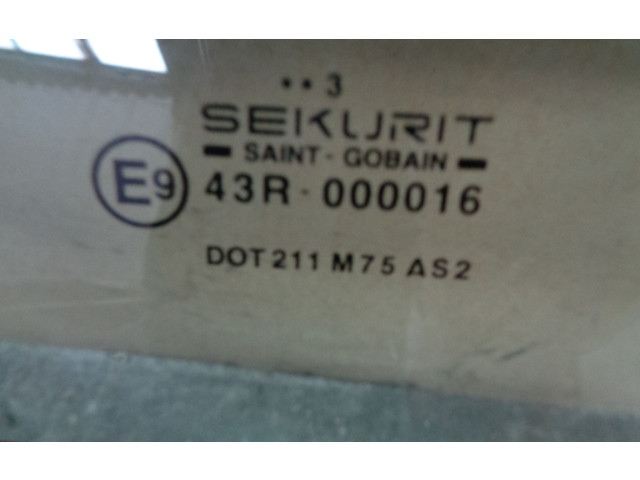 ••3
SEKURIT
SAINT-GOBAIN
E9 43R·000016
DOT 211 M75 AS2